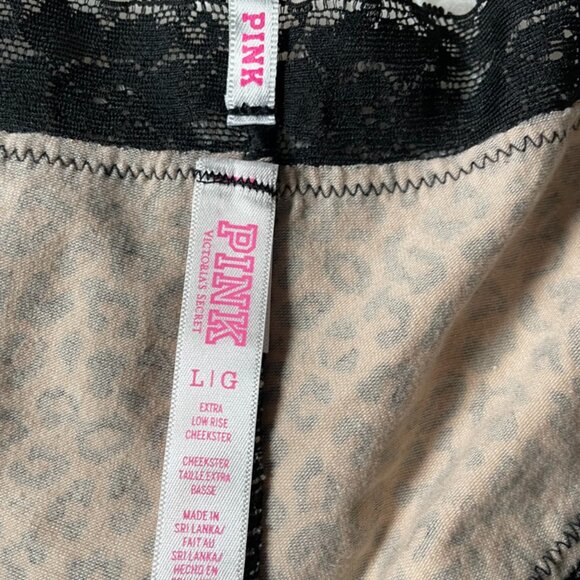 PINK
PINK
VICTORIA'S SECRET
L|G
EXTRA
LOW RISE
CHEEKSTER
CHEEKSTER
TAILLE EXTRA
BASSE
MADE IN
SRI LANKA/
FAIT AU
SRI LANKA/
HECHO EN